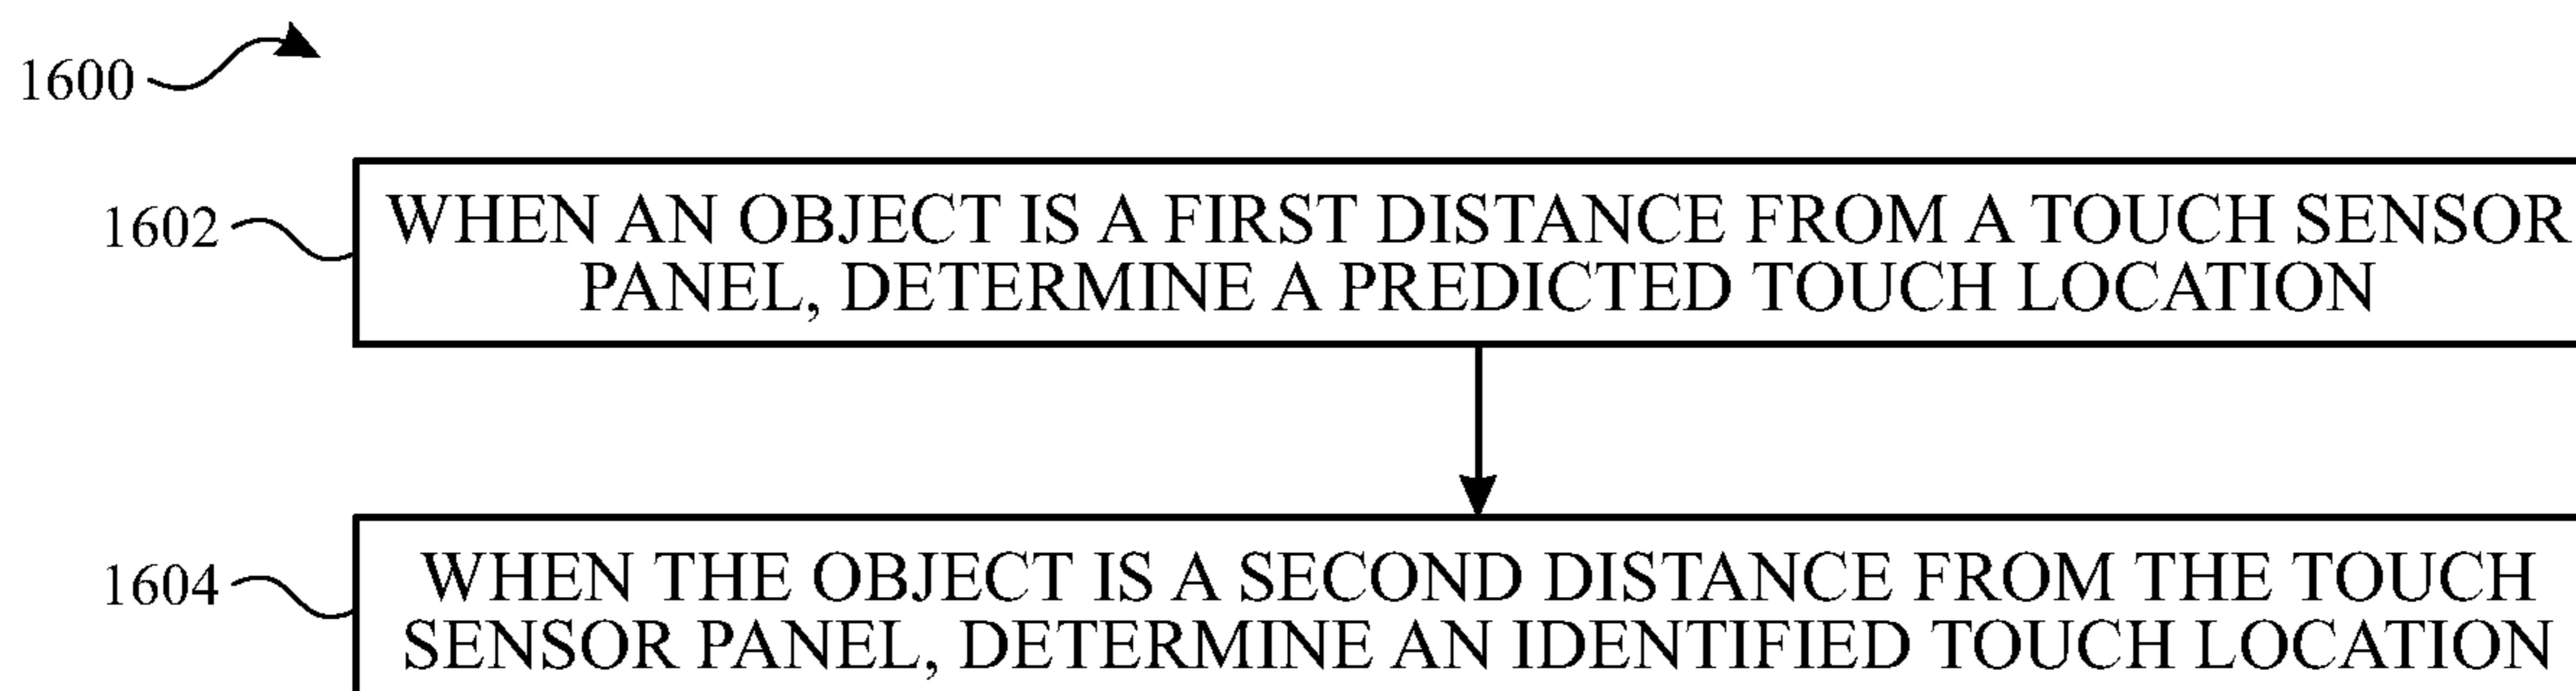 1600
1602
WHEN AN OBJECT IS A FIRST DISTANCE FROM A TOUCH SENSOR
PANEL, DETERMINE A PREDICTED TOUCH LOCATION
1604
WHEN THE OBJECT IS A SECOND DISTANCE FROM THE TOUCH
SENSOR PANEL, DETERMINE AN IDENTIFIED TOUCH LOCATION